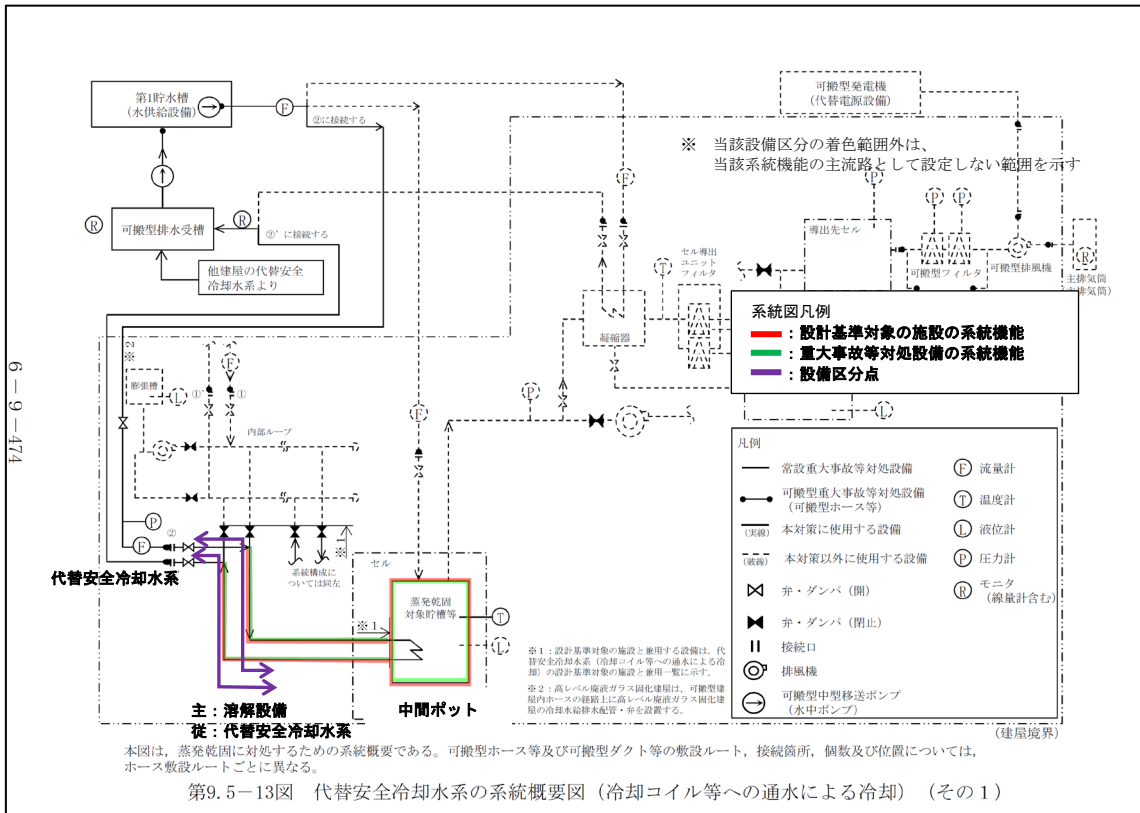 第1貯水槽
(水供給設備)
F
②に接続する
可搬型発電機
(代替電源設備)
※ 当該設備区分の着色範囲外は、
当該系統機能の主流路として設定しない範囲を示す
F
P
P
P
R
可搬型排水受槽
R
②’に接続する
他建屋の代替安全
冷却水系より
導出先セル
セル導出
ユニット
フィルタ
T
可搬型フィルタ
可搬型排風機
R
主排気筒
凝縮器
系統図凡例
:設計基準対象の施設の系統機能
:重大事故等対処設備の系統機能
:設備区分点
※2
F
膨張槽
L
①’
①
P
F
L
内部ループ
6-9-474
凡例
常設重大事故等対処設備
可搬型重大事故等対処設備
(可搬型ホース等)
(実線)
本対策に使用する設備
(破線)
本対策以外に使用する設備
弁・ダンパ(開)
弁・ダンパ(閉止)
接続口
排風機
可搬型中型移送ポンプ
(水中ポンプ)
F 流量計
T 温度計
L 液位計
P 圧力計
R モニタ
(線量計含む)
P
②
F
代替安全冷却水系
系統構成に
ついては同左
※1
セル
蒸発乾固
対象貯槽等
※1
T
L
※1:設計基準対象の施設と兼用する設備は,代
替安全冷却水系(冷却コイル等への通水による冷
却)の設計基準対象の施設と兼用一覧に示す。
※2:高レベル廃液ガラス固化建屋は,可搬型建
屋内ホースの経路上に高レベル廃液ガラス固化建
屋の冷却水給排水配管・弁を設置する。
主:溶解設備
従:代替安全冷却水系
中間ポット
(建屋境界)
本図は,蒸発乾固に対処するための系統概要である。可搬型ホース等及び可搬型ダクト等の敷設ルート,接続箇所,個数及び位置については,
ホース敷設ルートごとに異なる。
第9.5-13図 代替安全冷却水系の系統概要図(冷却コイル等への通水による冷却)(その1)